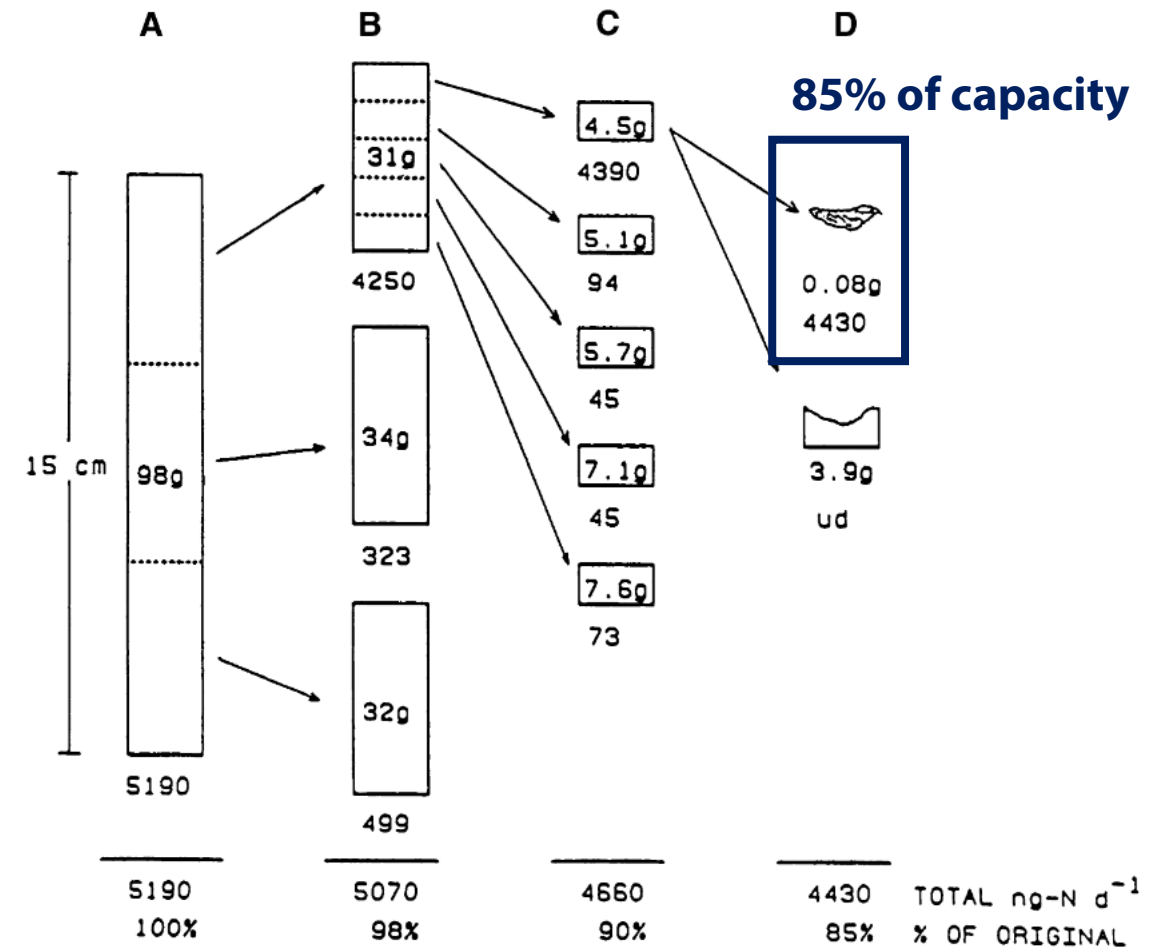 A B C D
85% of capacity
15 cm
98g
5190
31g
4250
34g
323
32g
499
4.5g
4390
5.1g
94
5.7g
45
7.1g
45
7.6g
73
0.08g
4430
3.9g
ud
5190 5070 4660 4430 TOTAL ng-N d⁻¹
100% 98% 90% 85% % OF ORIGINAL